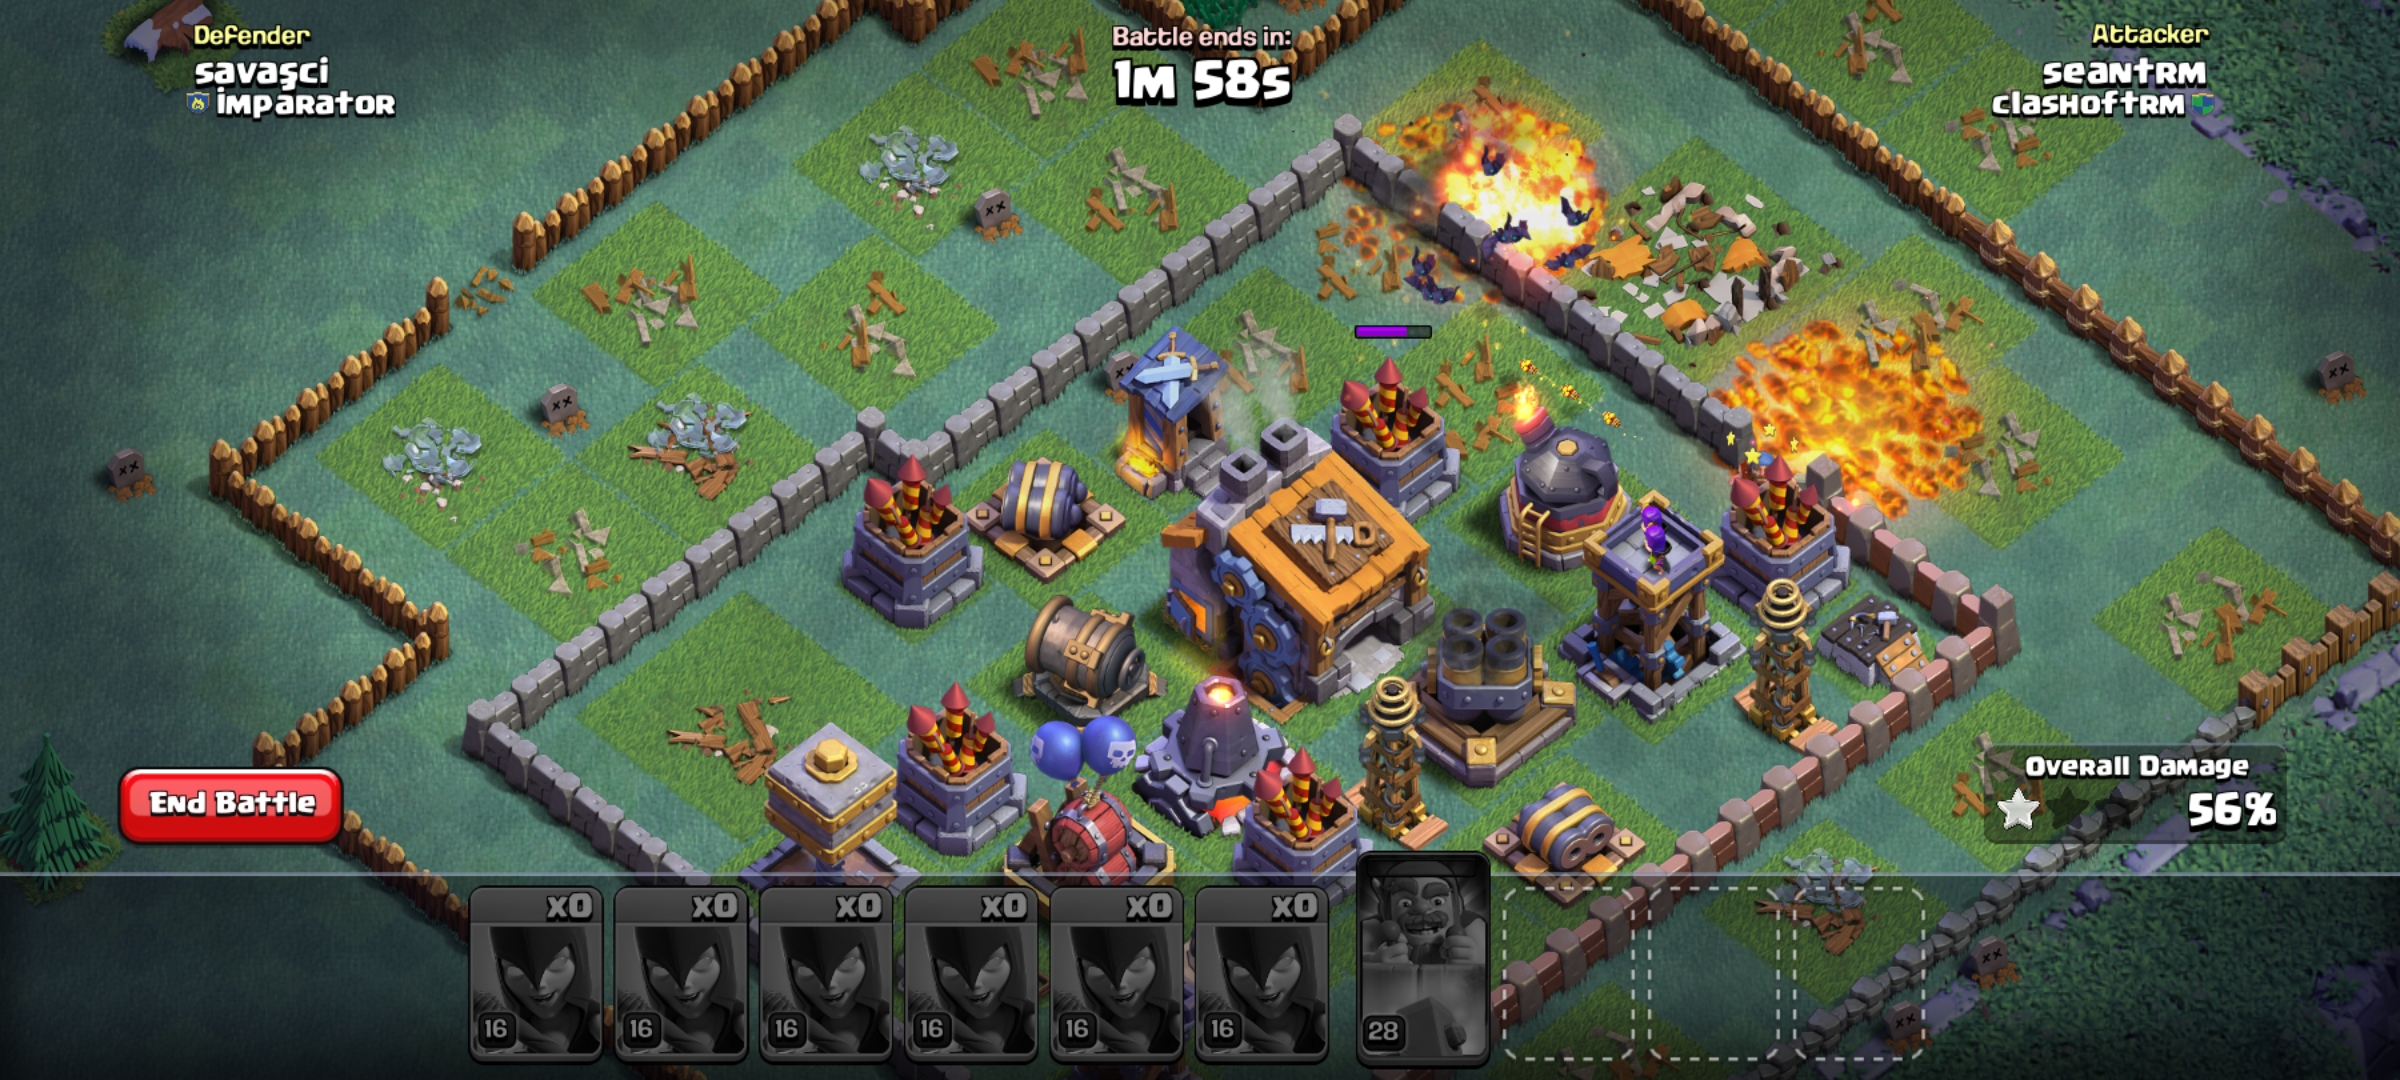 Defender
savaşci
imparator
Battle ends in:
1M 58s
Attacker
seantrm
clashoftrm
End Battle
Overall Damage
56%
x0
x0
x0
x0
x0
x0
16
16
16
16
16
16
28